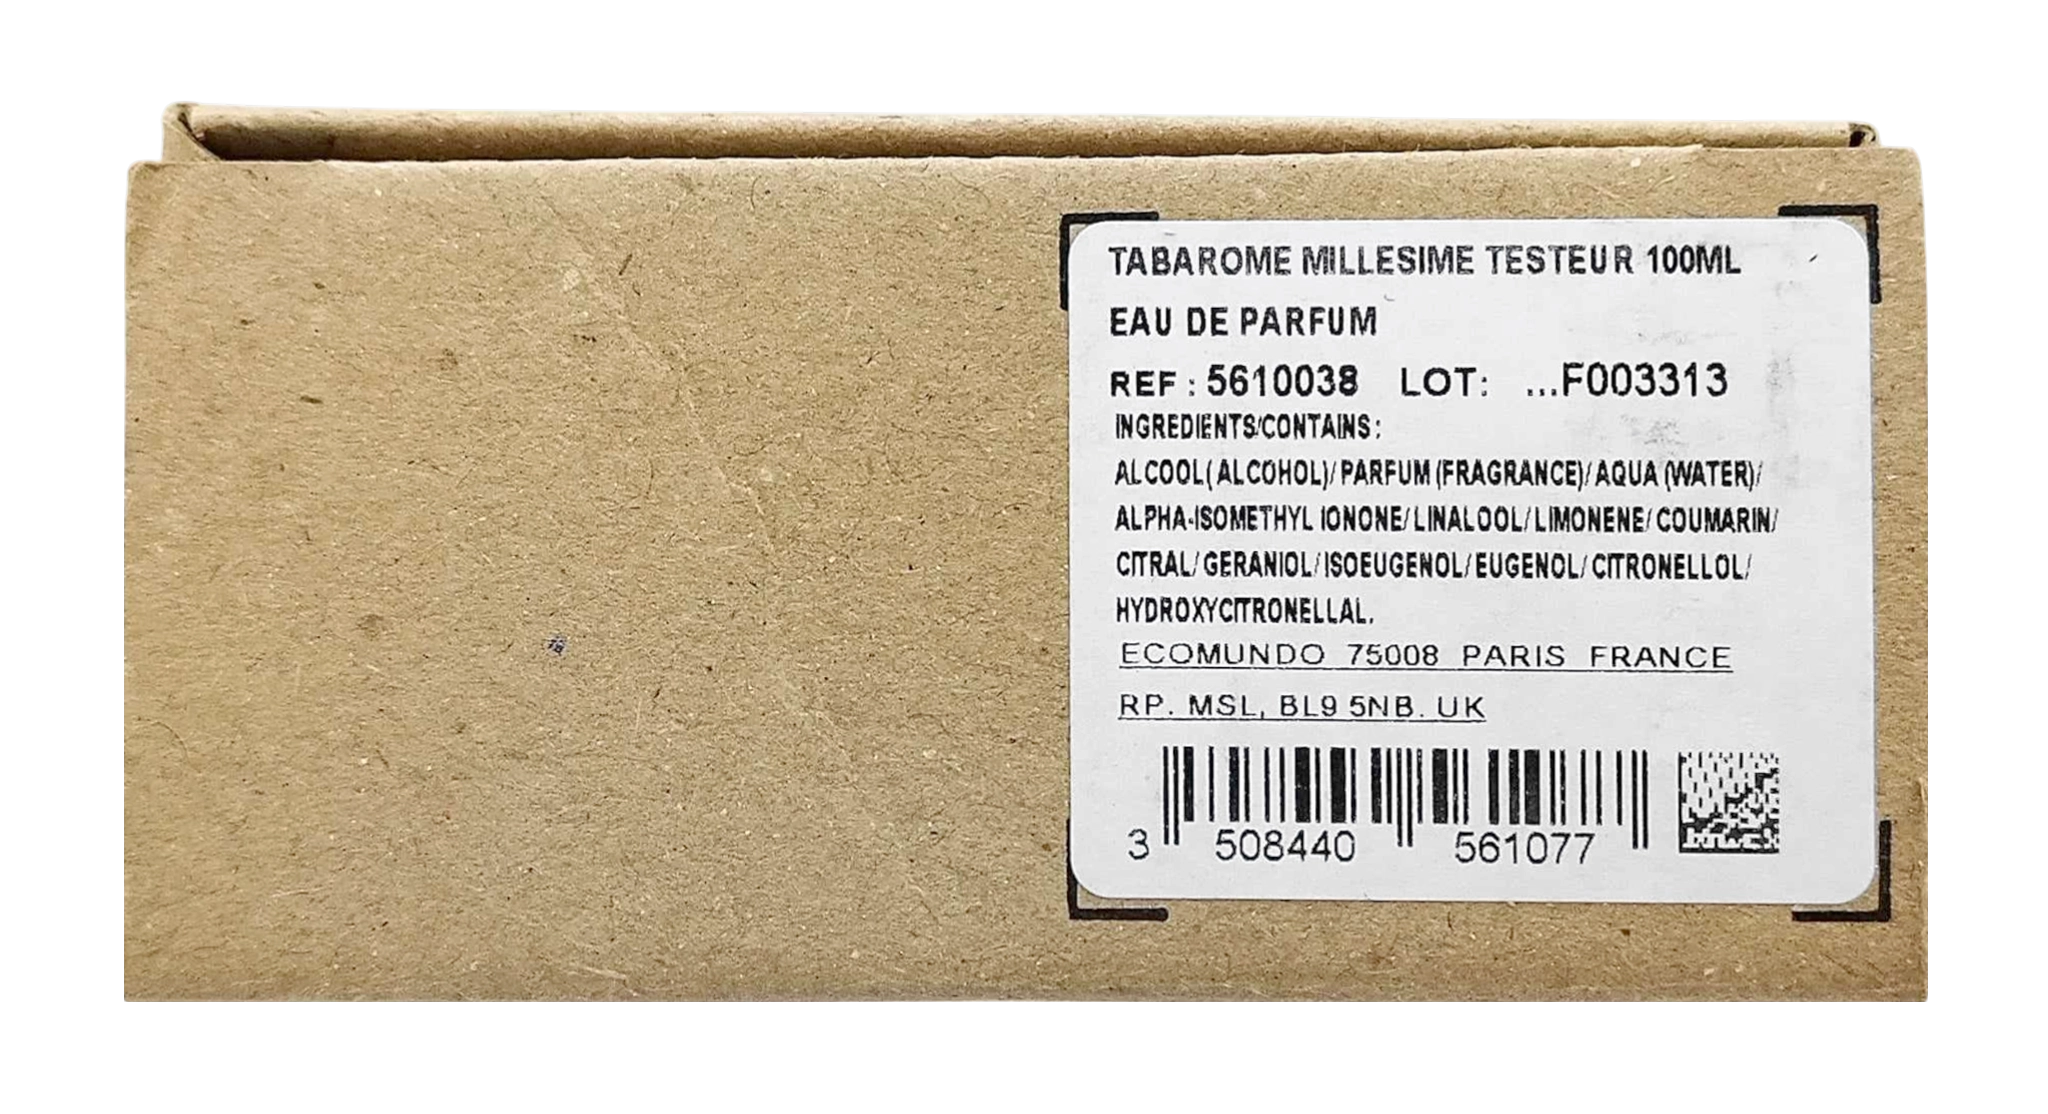 TABAROME MILLESIME TESTEUR 100ML
EAU DE PARFUM
REF : 5610038 LOT: ...F003313
INGREDIENTS/CONTAINS :
ALCOOL(ALCOHOL)/PARFUM (FRAGRANCE)/AQUA (WATER)/
ALPHA-ISOMETHYL IONONE/LINALOOL/LIMONENE/COUMARIN/
CITRAL/GERANIOL/ISOEUGENOL/EUGENOL/CITRONELLOL/
HYDROXYCITRONELLAL.
ECOMUNDO 75008 PARIS FRANCE
RP. MSL, BL9 5NB. UK
3 508440 561077